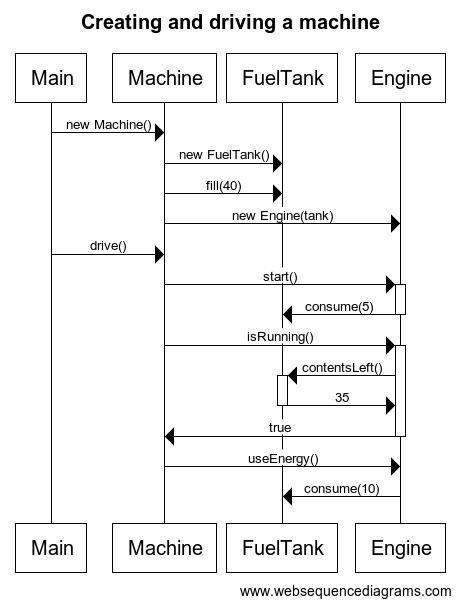 Creating and driving a machine
Main Machine FuelTank Engine
new Machine()
new FuelTank()
fill(40)
new Engine(tank)
drive()
start()
consume(5)
isRunning()
contentsLeft()
35
true
useEnergy()
consume(10)
Main Machine FuelTank Engine
www.websequencediagrams.com